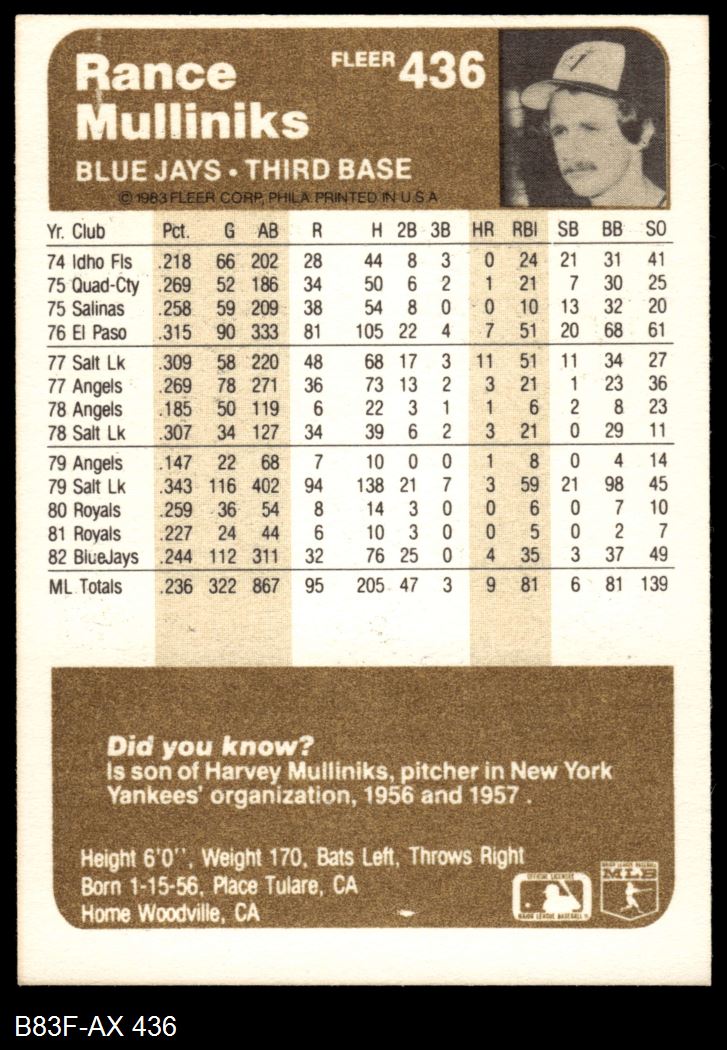 Rance
Mulliniks
FLEER 436
BLUE JAYS • THIRD BASE
© 1983 FLEER CORP., PHILA. PRINTED IN U.S.A
Yr. Club Pct. G AB R H 2B 3B HR RBI SB BB SO
74 Idho Fls .218 66 202 28 44 8 3 0 24 21 31 41
75 Quad-Cty .269 52 186 34 50 6 2 1 21 7 30 25
75 Salinas .258 59 209 38 54 8 0 0 10 13 32 20
76 El Paso .315 90 333 81 105 22 4 7 51 20 68 61
77 Salt Lk .309 58 220 48 68 17 3 11 51 11 34 27
77 Angels .269 78 271 36 73 13 2 3 21 1 23 36
78 Angels .185 50 119 6 22 3 1 1 6 2 8 23
78 Salt Lk .307 34 127 34 39 6 2 3 21 0 29 11
79 Angels .147 22 68 7 10 0 0 1 8 0 4 14
79 Salt Lk .343 116 402 94 138 21 7 3 59 21 98 45
80 Royals .259 36 54 8 14 3 0 0 6 0 7 10
81 Royals .227 24 44 6 10 3 0 0 5 0 2 7
82 BlueJays .244 112 311 32 76 25 0 4 35 3 37 49
ML Totals .236 322 867 95 205 47 3 9 81 6 81 139
Did you know?
Is son of Harvey Mulliniks, pitcher in New York
Yankees' organization, 1956 and 1957 .
Height 6'0'', Weight 170, Bats Left, Throws Right
Born 1-15-56, Place Tulare, CA
Home Woodville, CA
OFFICIAL LICENSEE
MAJOR LEAGUE BASEBALL
MAJOR LEAGUE BASEBALL
B83F-AX 436